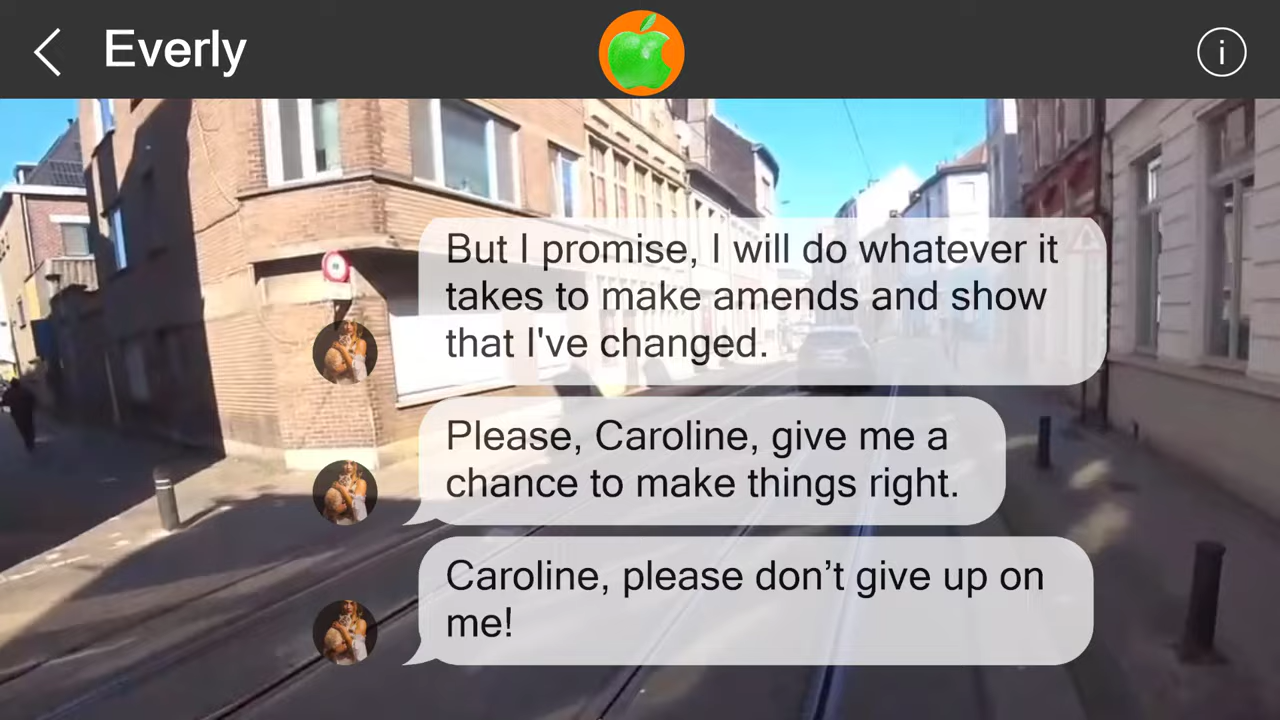 Everly
i
But I promise, I will do whatever it
takes to make amends and show
that I've changed.
Please, Caroline, give me a
chance to make things right.
Caroline, please don’t give up on
me!